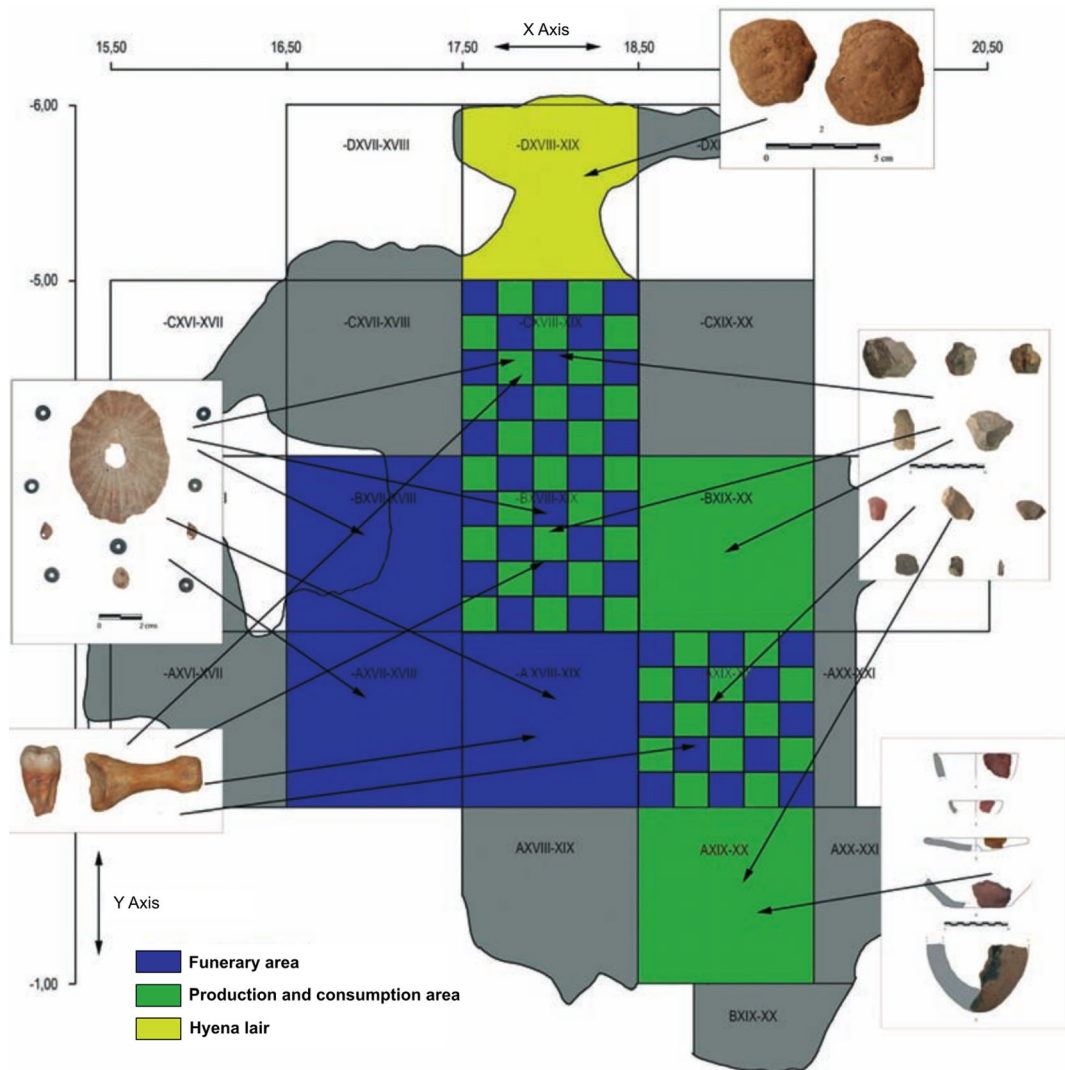 X Axis
15,50 16,50 17,50 18,50 20,50
-6,00
2
0 5 cm
-DXVII-XVIII -DXVIII-XIX
-5,00
-CXVI-XVII -CXVII-XVIII -CXVIII-XIX -CXIX-XX
-BXVII-XVIII -BXVIII-XIX -BXIX-XX
0 2 cms
-AXVI-XVII -AXVII-XVIII -A XVIII-XIX -AXX-XXI
AXVIII-XIX AXIX-XX AXX-XXI
Y Axis
Funerary area
-1,00
Production and consumption area
BXIX-XX
Hyena lair